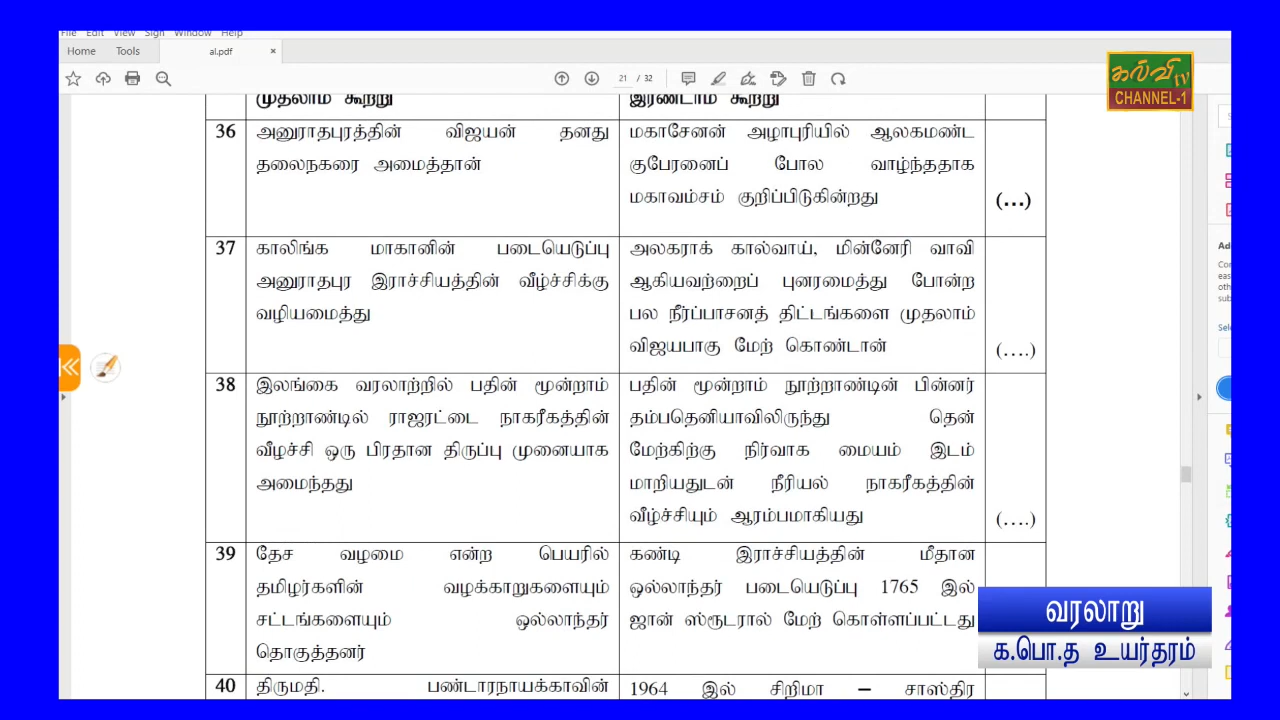 File Edit View Sign Window Help
Home Tools al.pdf ×
21 / 32
கல்வி TV
CHANNEL-1
முதலாம் கூற்று இரண்டாம் கூற்று
36 அனுராதபுரத்தின் விஜயன் தனது
தலைநகரை அமைத்தான்
மகாசேனன் அழாபுரியில் ஆலகமண்ட
குபேரனைப் போல வாழ்ந்ததாக
மகாவம்சம் குறிப்பிடுகின்றது
(...)
37 காலிங்க மாகானின் படையெடுப்பு
அனுராதபுர இராச்சியத்தின் வீழ்ச்சிக்கு
வழியமைத்து
அலகராக் கால்வாய், மின்னேரி வாவி
ஆகியவற்றைப் புனரமைத்து போன்ற
பல நீர்ப்பாசனத் திட்டங்களை முதலாம்
விஜயபாகு மேற் கொண்டான்
(....)
38 இலங்கை வரலாற்றில் பதின் மூன்றாம்
நூற்றாண்டில் ராஜரட்டை நாகரீகத்தின்
வீழச்சி ஒரு பிரதான திருப்பு முனையாக
அமைந்தது
பதின் மூன்றாம் நூற்றாண்டின் பின்னர்
தம்பதெனியாவிலிருந்து தென்
மேற்கிற்கு நிர்வாக மையம் இடம்
மாறியதுடன் நீரியல் நாகரீகத்தின்
வீழ்ச்சியும் ஆரம்பமாகியது
(....)
39 தேச வழமை என்ற பெயரில்
தமிழர்களின் வழக்காறுகளையும்
சட்டங்களையும் ஒல்லாந்தர்
தொகுத்தனர்
கண்டி இராச்சியத்தின் மீதான
ஒல்லாந்தர் படையெடுப்பு 1765 இல்
ஜான் ஸ்ரூடரால் மேற் கொள்ளப்பட்டது
40 திருமதி. பண்டாரநாயக்காவின்
1964 இல் சிறிமா – சாஸ்திர
வரலாறு
க.பொ.த உயர்தரம்